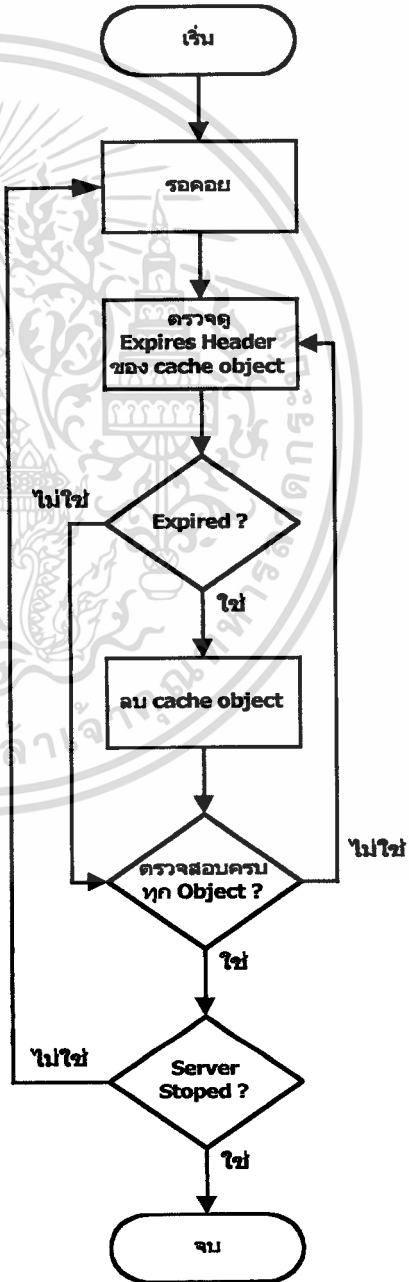 เริ่ม
รอคอย
ตรวจดู
Expires Header
ของ cache object
ไม่ใช่
Expired ?
ใช่
ลบ cache object
ตรวจสอบครบ
ทุก Object ?
ไม่ใช่
ใช่
ไม่ใช่
Server
Stoped ?
ใช่
จบ